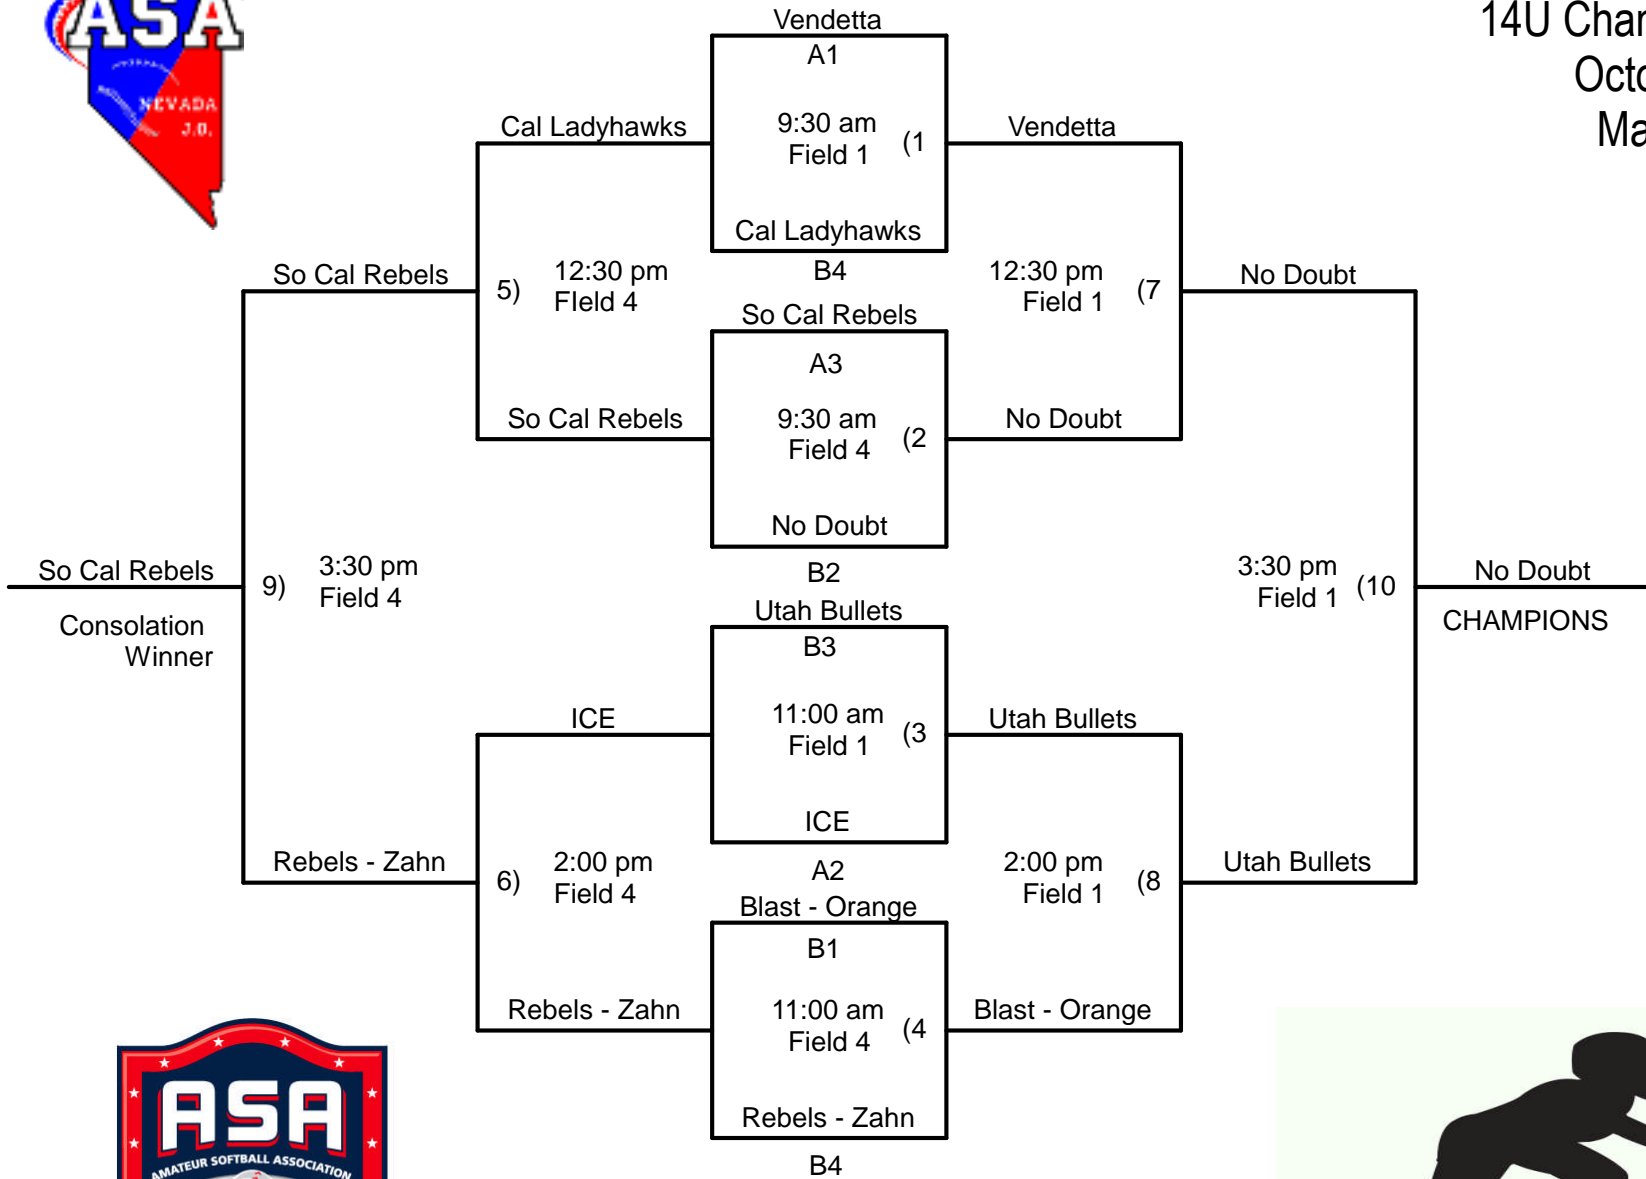 ASA
NEVADA
J.O.
14U
Vendetta
A1
9:30 am
Field 1
(1
Cal Ladyhawks
B4
Cal Ladyhawks
Vendetta
So Cal Rebels
5)
12:30 pm
FIeld 4
12:30 pm
Field 1
(7
No Doubt
So Cal Rebels
A3
9:30 am
Field 4
(2
No Doubt
B2
So Cal Rebels
No Doubt
So Cal Rebels
Consolation
Winner
9)
3:30 pm
Field 4
3:30 pm
Field 1
(10
No Doubt
CHAMPIONS
Utah Bullets
B3
11:00 am
Field 1
(3
ICE
A2
ICE
Utah Bullets
Rebels - Zahn
6)
2:00 pm
Field 4
2:00 pm
Field 1
(8
Utah Bullets
Blast - Orange
B1
11:00 am
Field 4
(4
Rebels - Zahn
B4
Rebels - Zahn
Blast - Orange
ASA
AMATEUR SOFTBALL ASSOCIATION